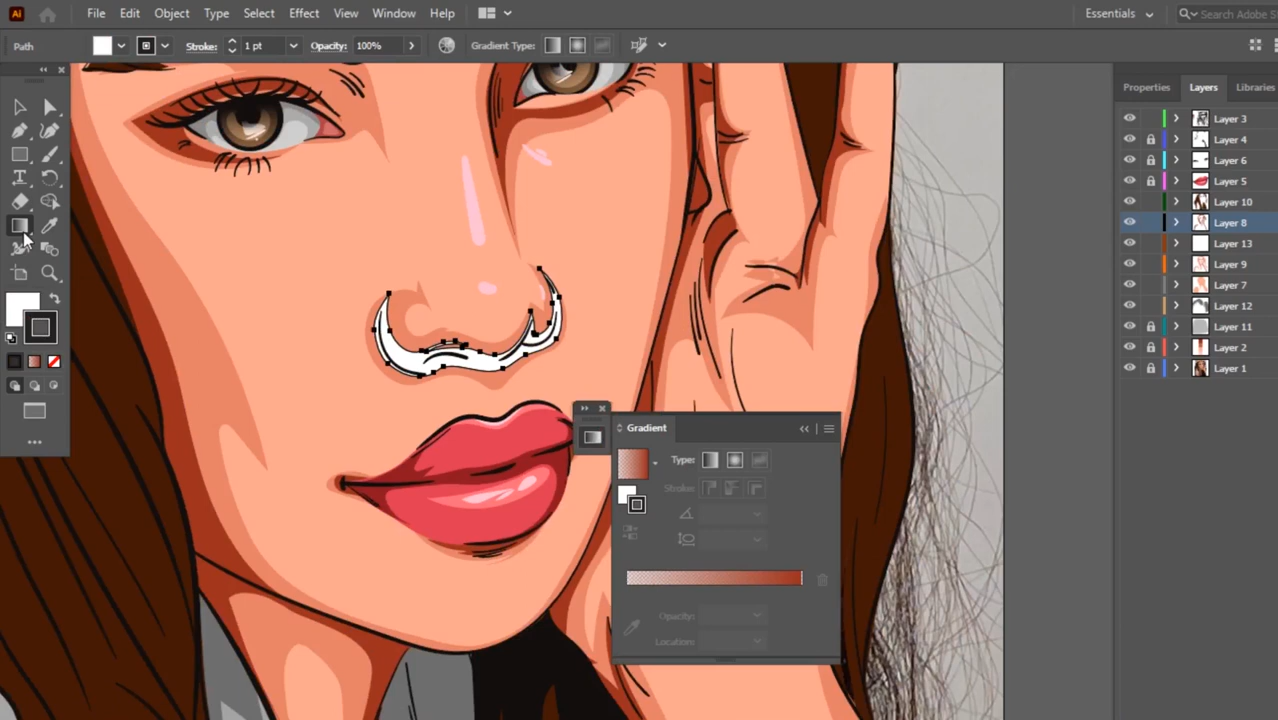 Ai File Edit Object Type Select Effect View Window Help Essentials Search Adobe S
Path Stroke: 1 pt Opacity: 100% Gradient Type:
Properties Layers Libraries
Layer 3
Layer 4
Layer 6
Layer 5
Layer 10
Layer 8
Layer 13
Layer 9
Layer 7
Layer 12
Layer 11
Layer 2
Layer 1
Gradient
Type:
Stroke:
Opacity:
Location: